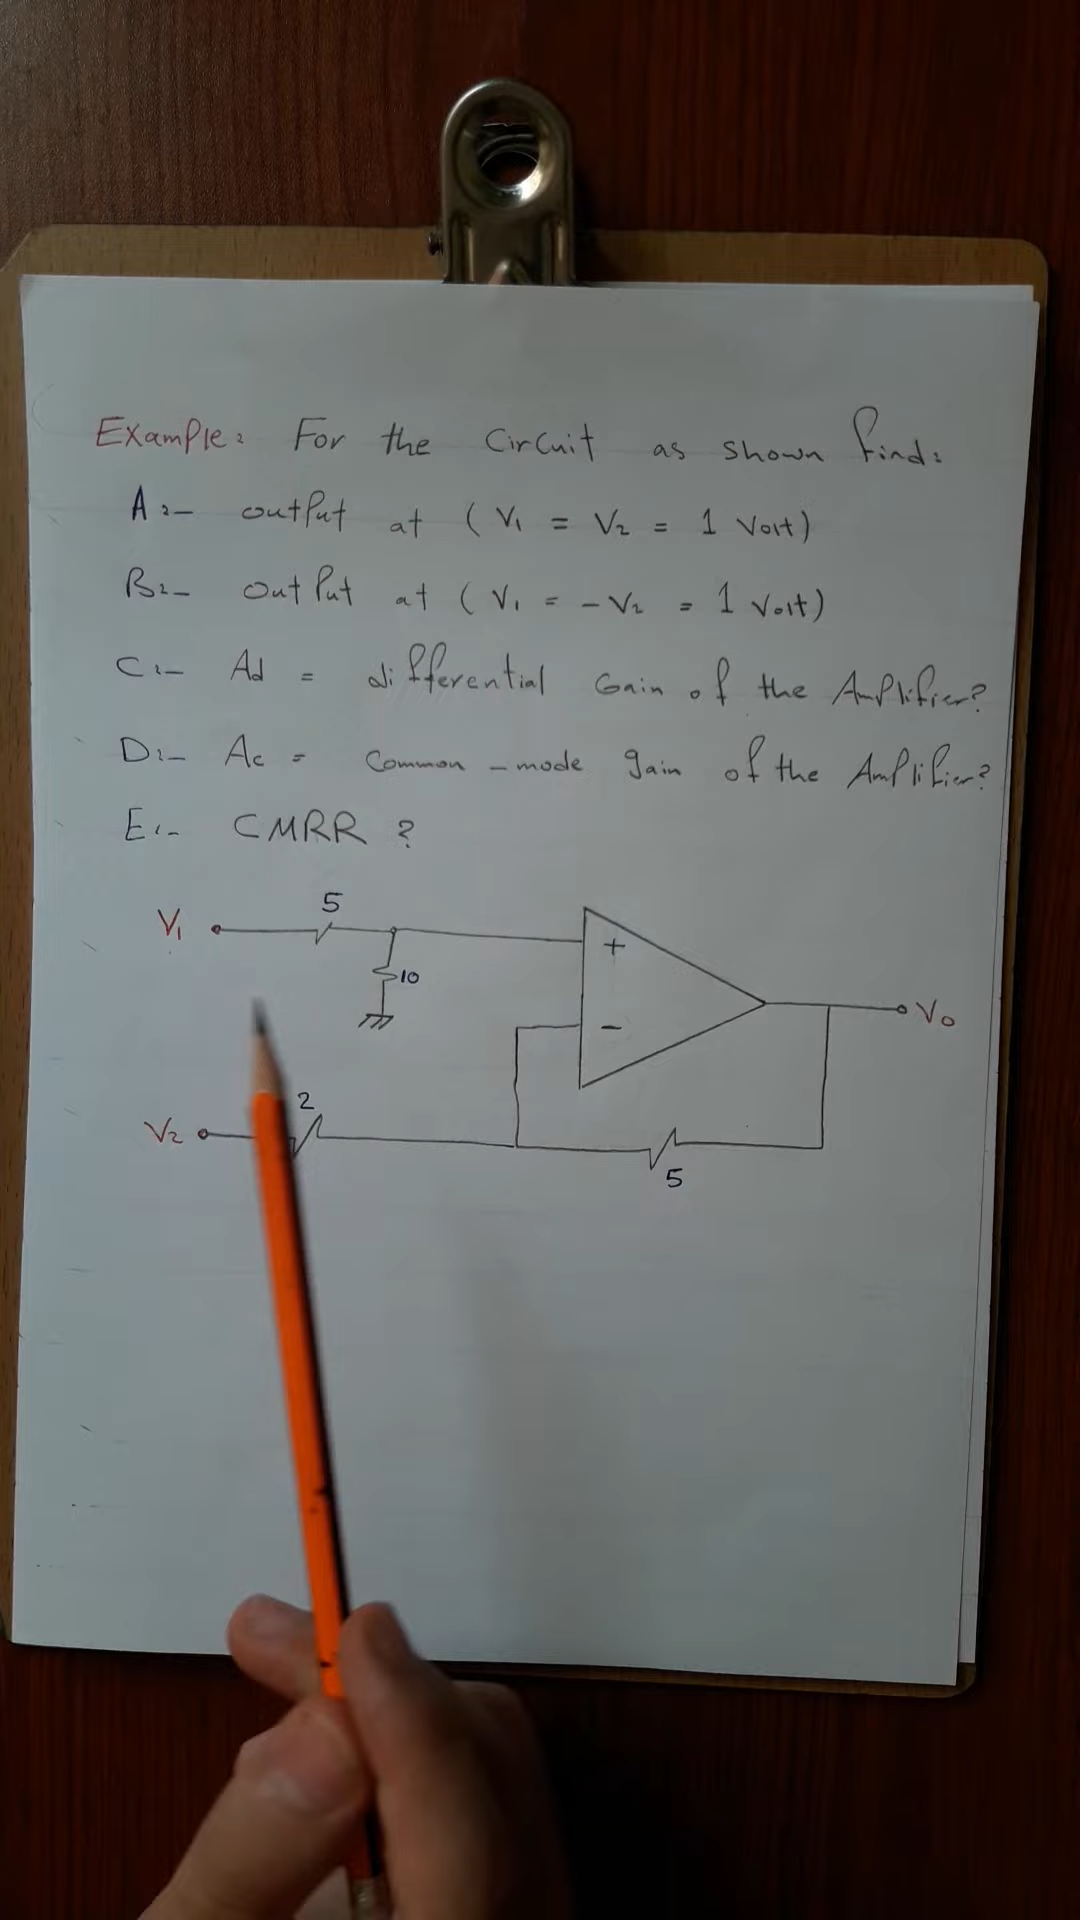 Example: For the Circuit as shown find:
A:- output at ( V1 = V2 = 1 Volt)
B:- output at ( V1 = - V2 = 1 Volt)
C:- Ad = differential Gain of the Amplifier?
D:- Ac = Common - mode gain of the Amplifier?
E:- CMRR ?
V1 5
10
+
-
Vo
V2 2
5